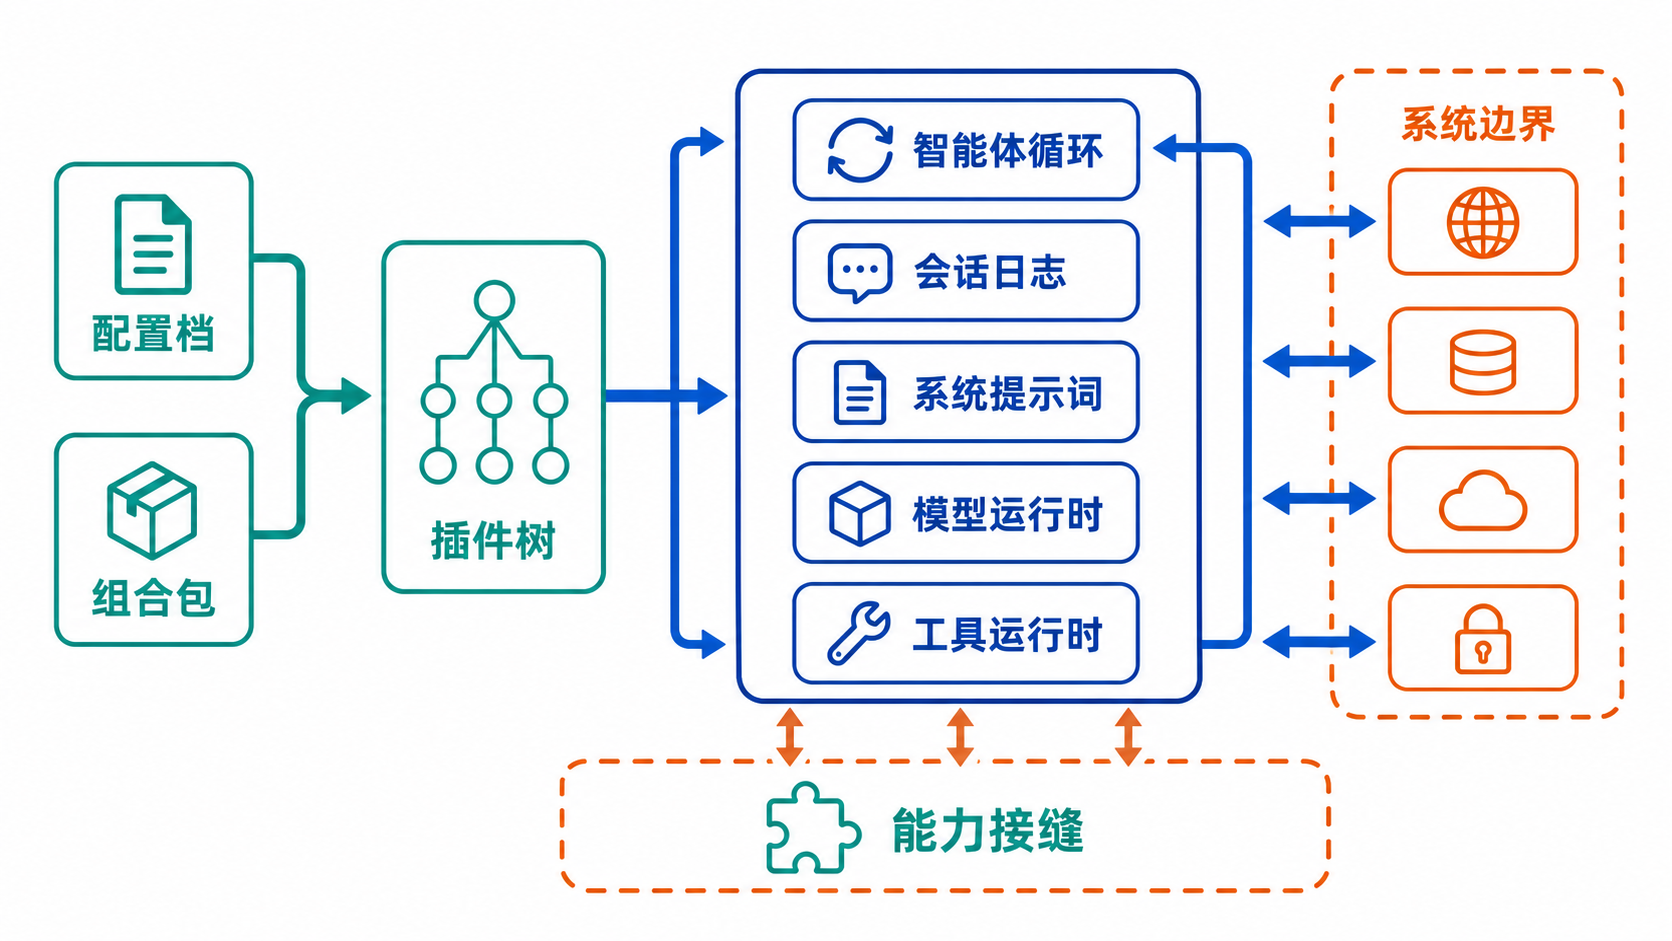 配置档
组合包
插件树
智能体循环
会话日志
系统提示词
模型运行时
工具运行时
系统边界
能力接缝